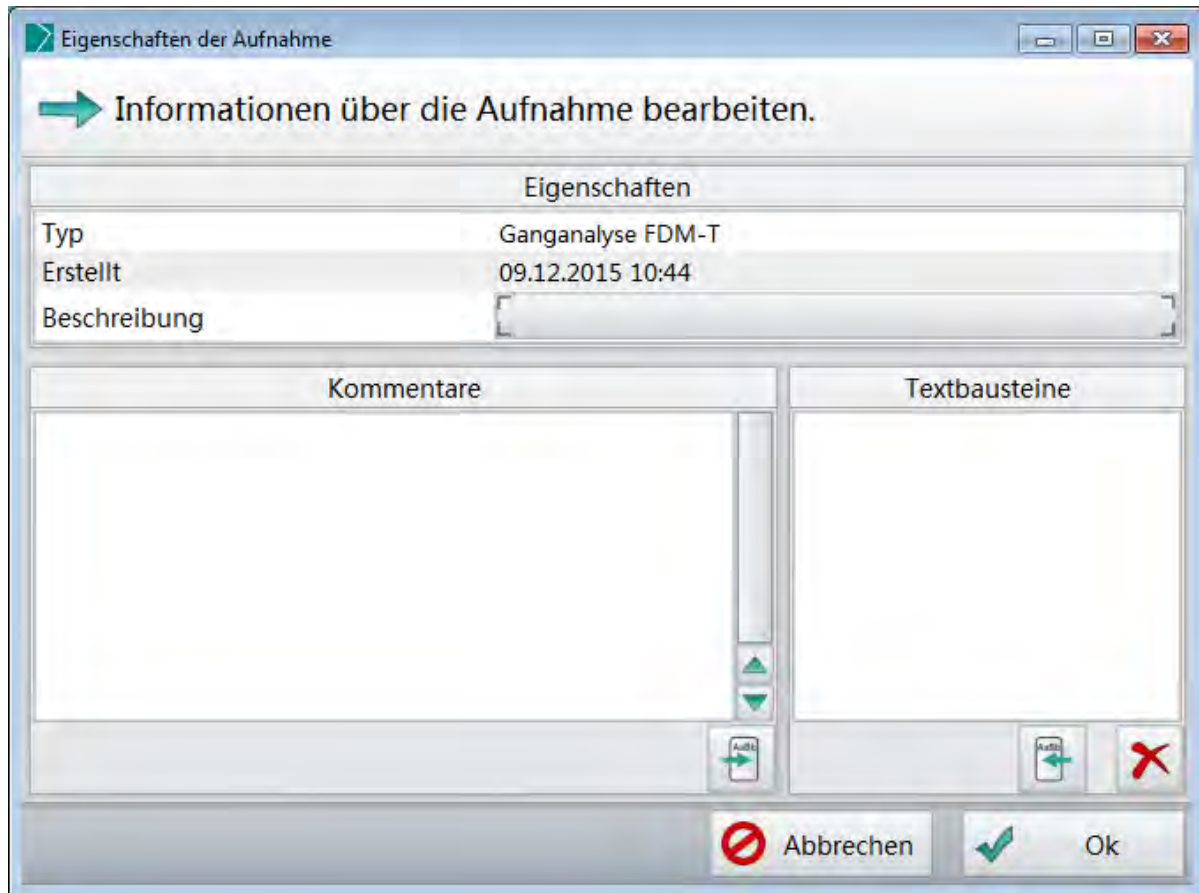 Eigenschaften der Aufnahme
Informationen über die Aufnahme bearbeiten.
Eigenschaften
Typ Ganganalyse FDM-T
Erstellt 09.12.2015 10:44
Beschreibung
Kommentare Textbausteine
Abbrechen Ok